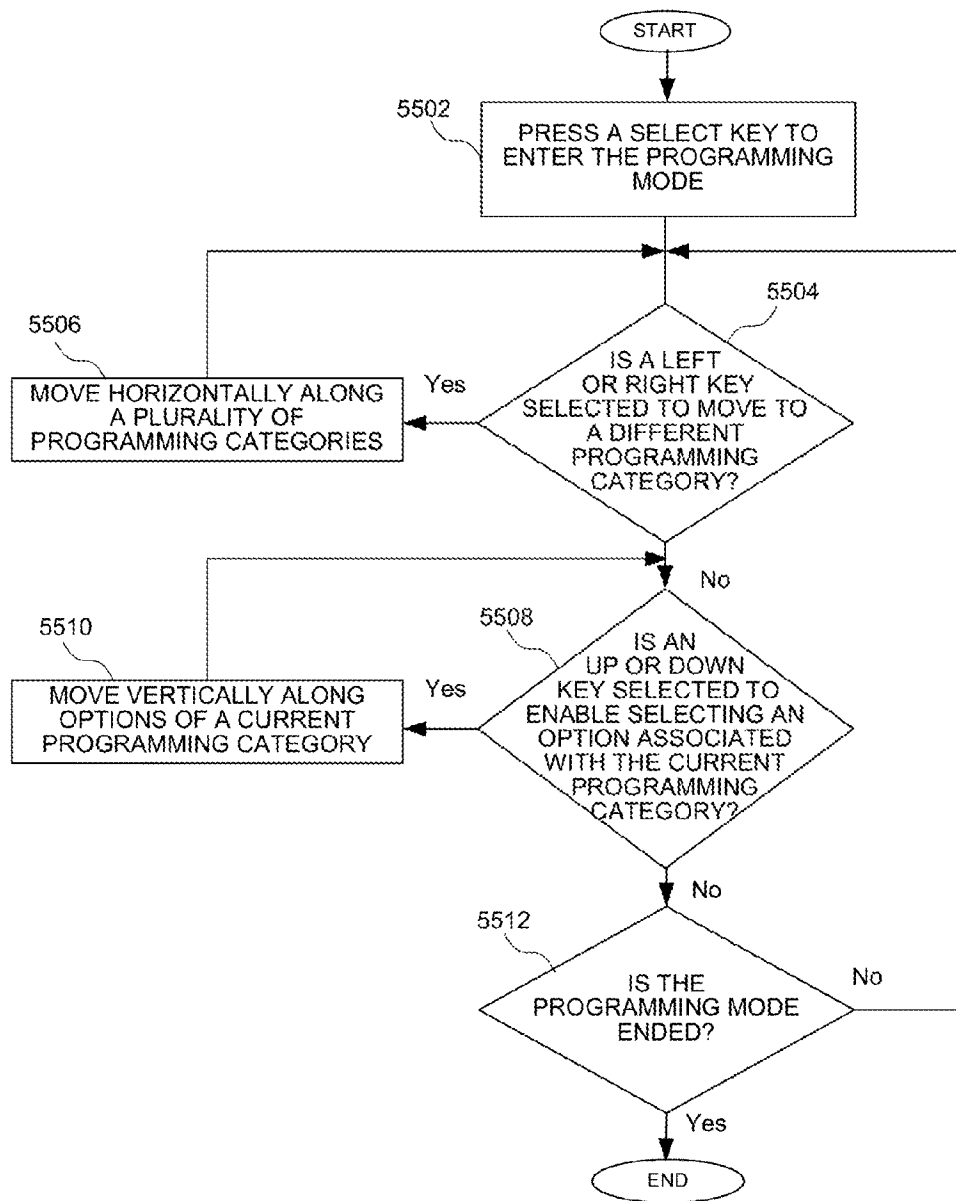 START
5502
PRESS A SELECT KEY TO
ENTER THE PROGRAMMING
MODE
5504
IS A LEFT
OR RIGHT KEY
SELECTED TO MOVE TO
A DIFFERENT
PROGRAMMING
CATEGORY?
Yes
5506
MOVE HORIZONTALLY ALONG
A PLURALITY OF
PROGRAMMING CATEGORIES
No
5508
IS AN
UP OR DOWN
KEY SELECTED TO
ENABLE SELECTING AN
OPTION ASSOCIATED
WITH THE CURRENT
PROGRAMMING
CATEGORY?
Yes
5510
MOVE VERTICALLY ALONG
OPTIONS OF A CURRENT
PROGRAMMING CATEGORY
No
5512
IS THE
PROGRAMMING MODE
ENDED?
No
Yes
END